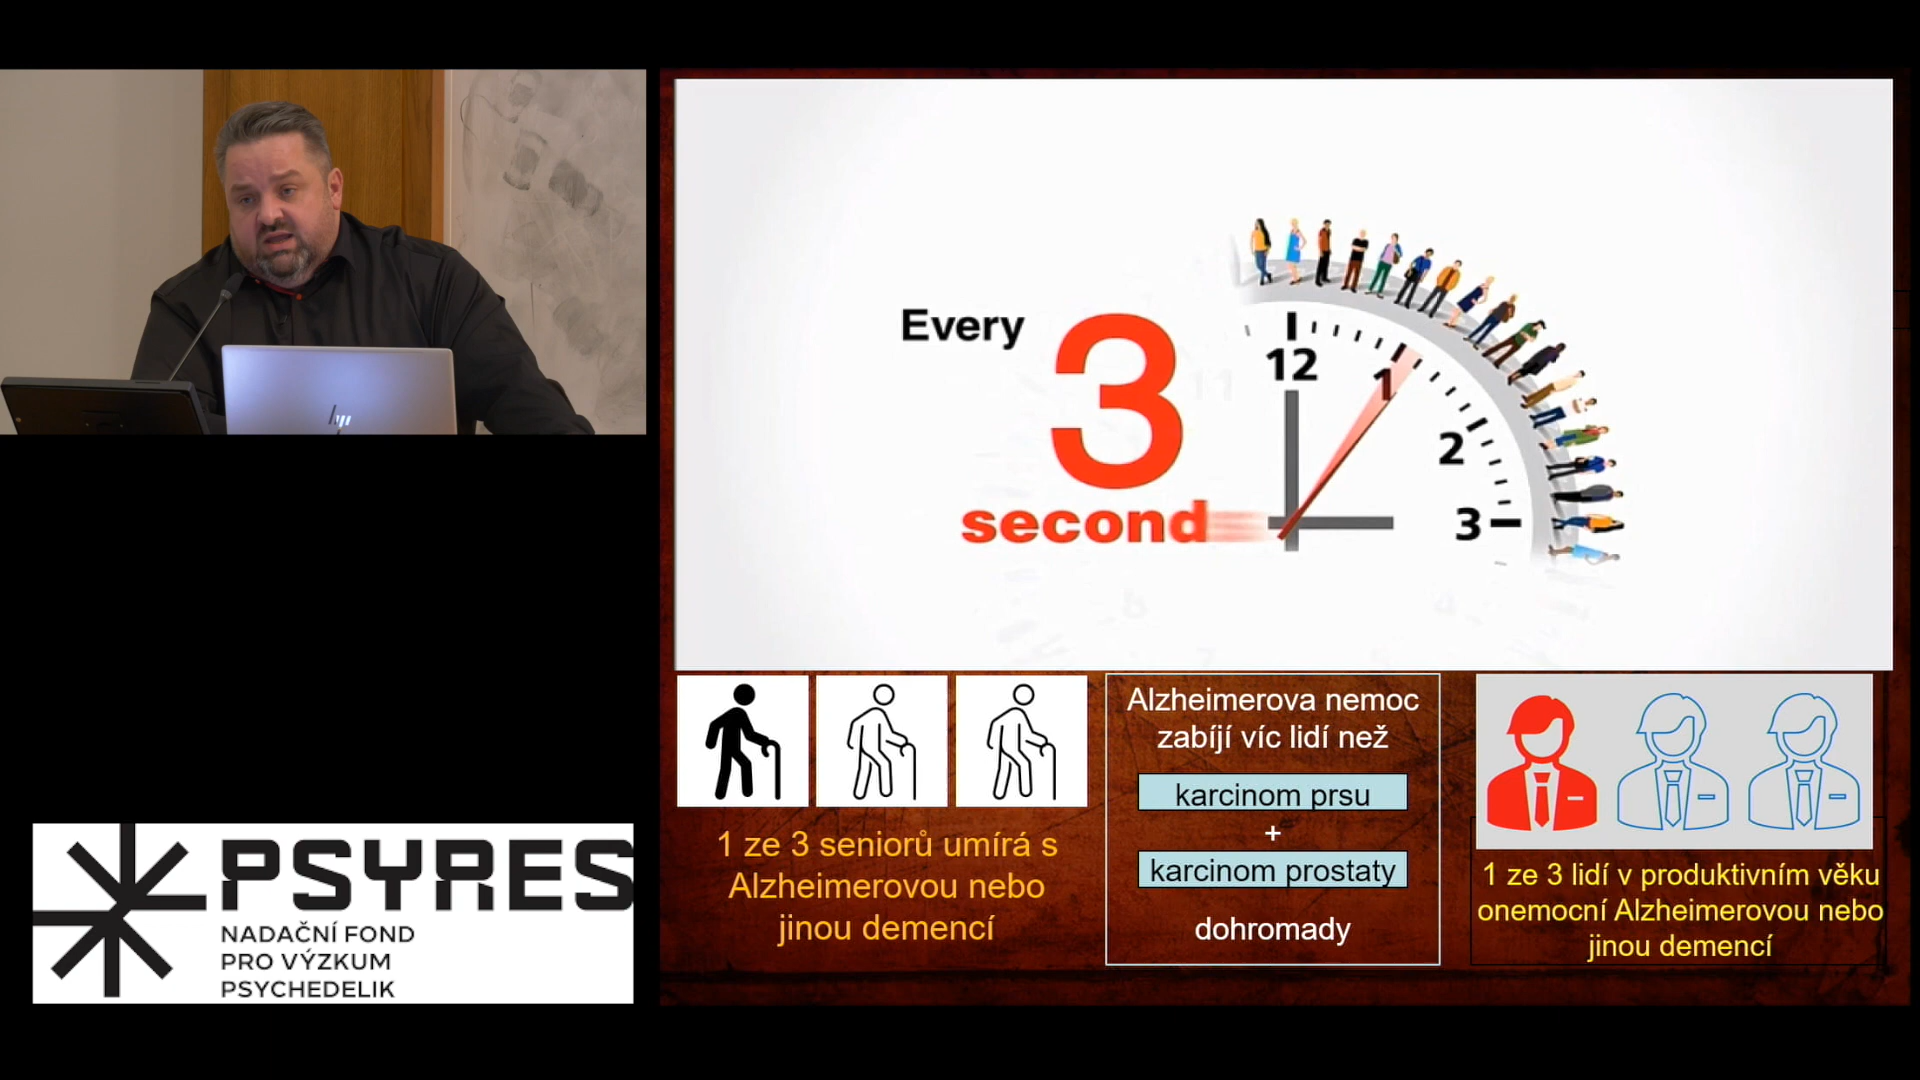 Every
3
second
12
1
2
3
Alzheimerova nemoc
zabíjí víc lidí než
karcinom prsu
+
karcinom prostaty
dohromady
1 ze 3 seniorů umírá s
Alzheimerovou nebo
jinou demencí
1 ze 3 lidí v produktivním věku
onemocní Alzheimerovou nebo
jinou demencí
hp
PSYRES
NADAČNÍ FOND
PRO VÝZKUM
PSYCHEDELIK